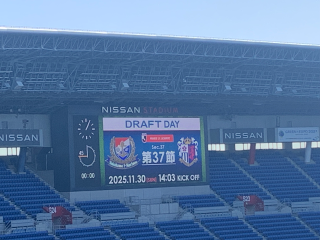 NISSAN STADIUM
DRAFT DAY
Sec.37
第37節
2025.11.30 14:03 KICK OFF
00:00
NISSAN
NISSAN